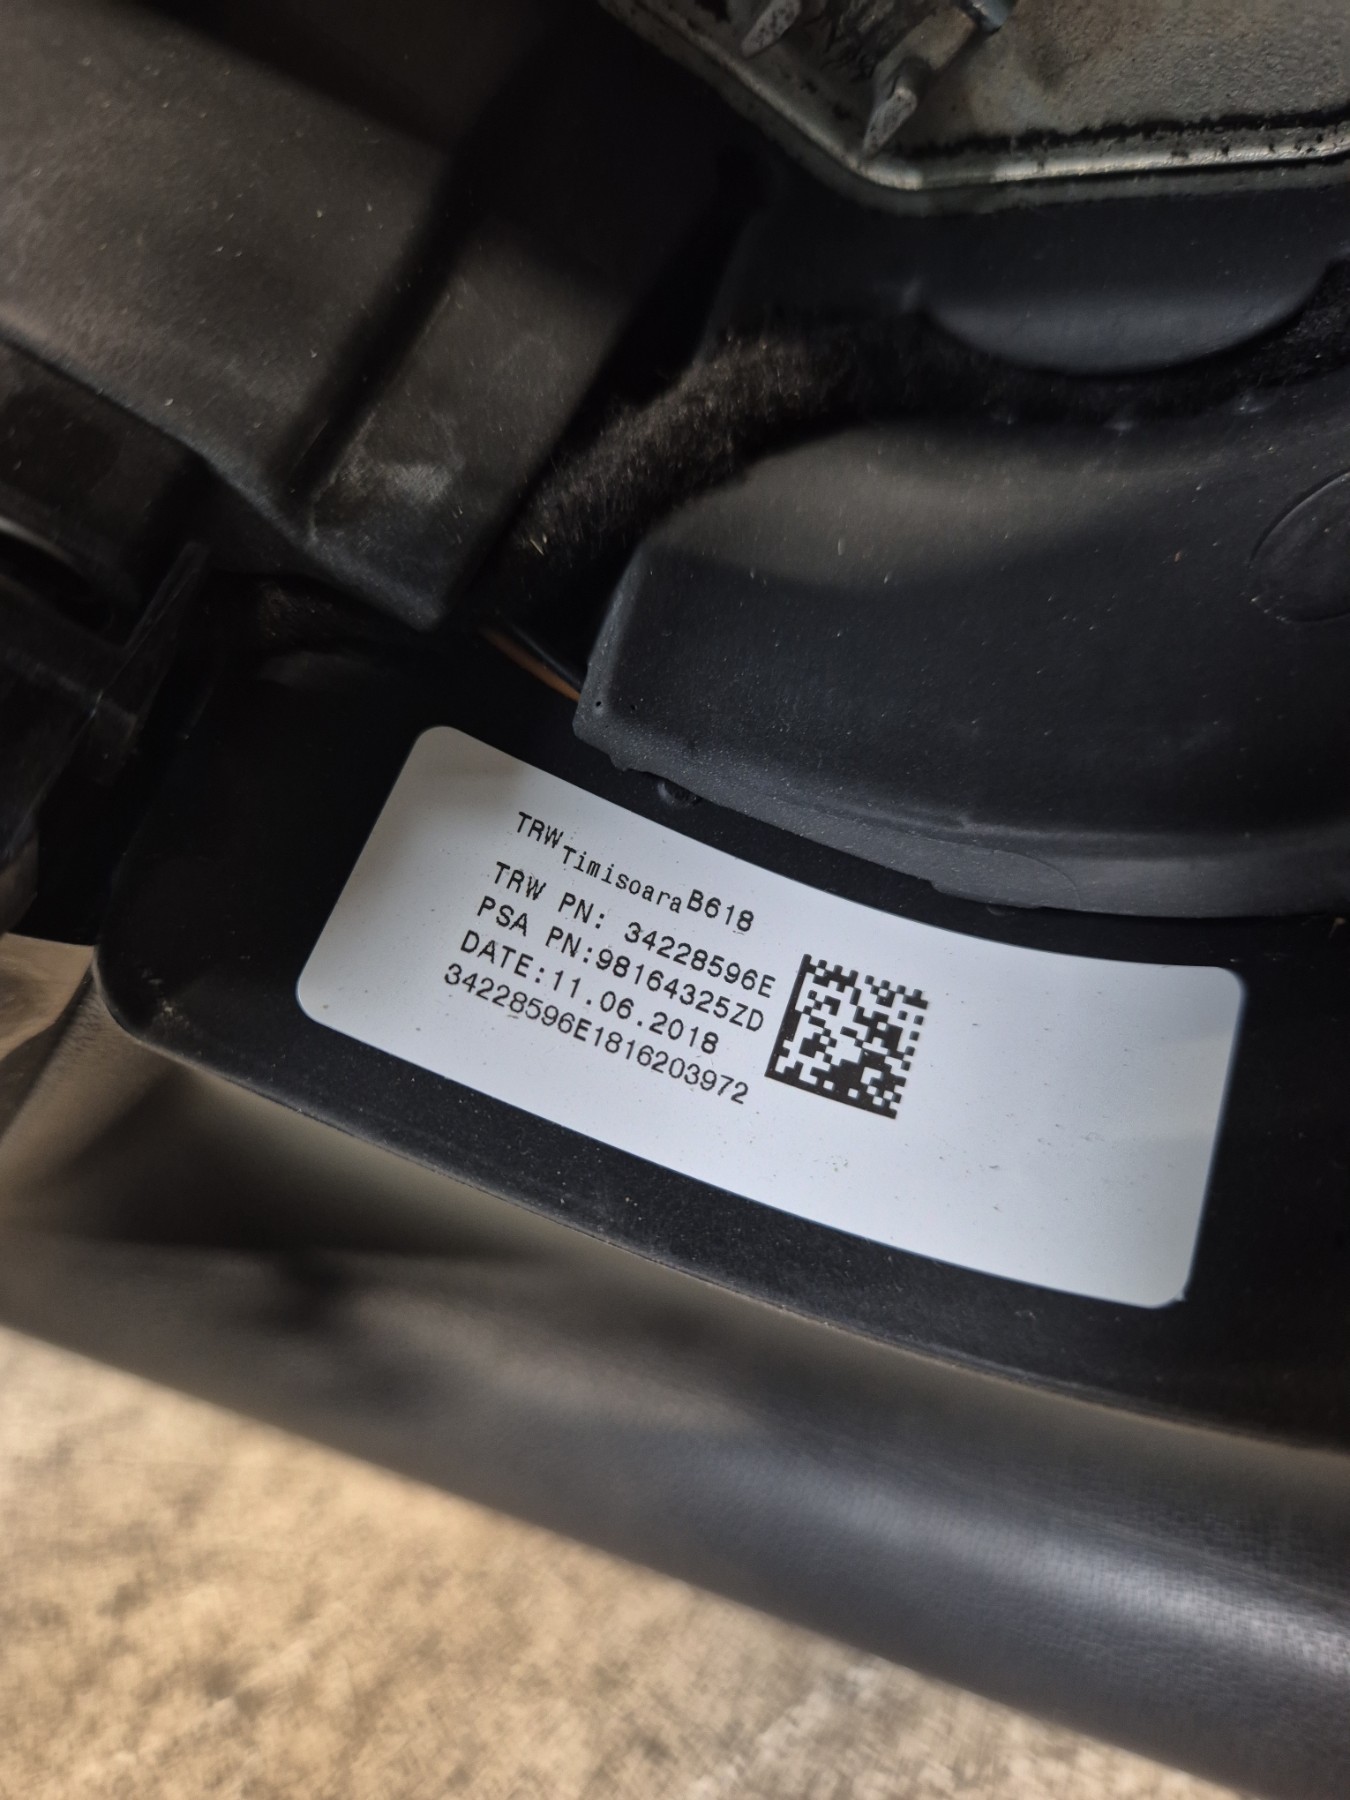 TRW Timisoara B618
TRW PN: 34228596E
PSA PN:98164325ZD
DATE:11.06.2018
34228596E1816203972